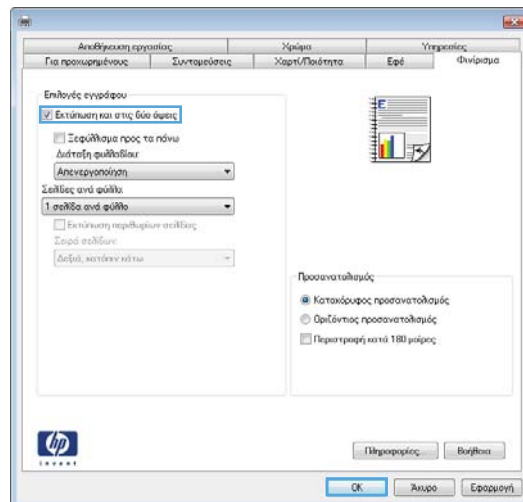 Αποθήκευση εργασίας Χρώμα Υπηρεσίες
Για προχωρημένους Συντομεύσεις Χαρτί/Ποιότητα Εφέ Φινίρισμα
Επιλογές εγγράφου
Εκτύπωση και στις δύο όψεις
Ξεφύλλισμα προς τα πάνω
Διάταξη φυλλαδίου:
Απενεργοποίηση
Σελίδες ανά φύλλο:
1 σελίδα ανά φύλλο
Εκτύπωση περιθωρίων σελίδας
Σειρά σελίδων:
Δεξιά, κατόπιν κάτω
E
Προσανατολισμός
Κατακόρυφος προσανατολισμός
Οριζόντιος προσανατολισμός
Περιστροφή κατά 180 μοίρες
hp
invent
Πληροφορίες... Βοήθεια
OK Άκυρο Εφαρμογή